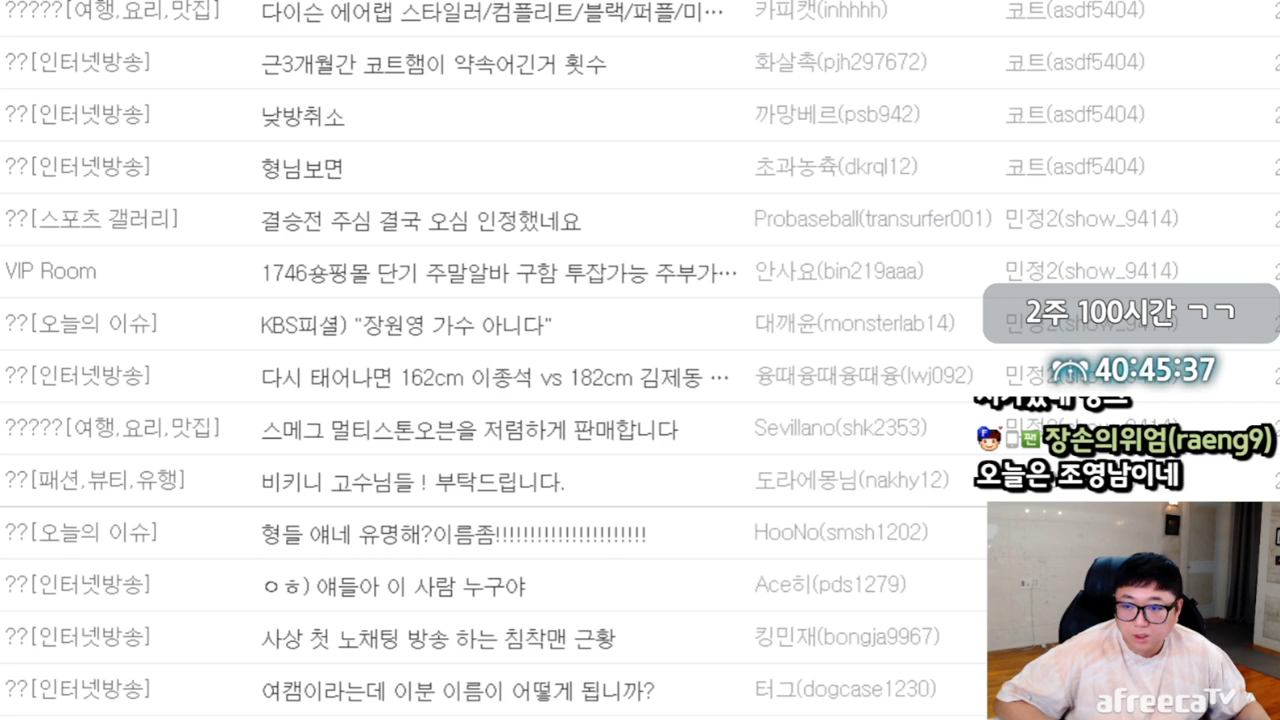 ?????[여행,요리,맛집] 다이슨 에어랩 스타일러/컴플리트/블랙/퍼플/미… 카피캣(inhhhh) 코트(asdf5404)
??[인터넷방송] 근3개월간 코트햄이 약속어긴거 횟수 화살촉(pjh297672) 코트(asdf5404)
??[인터넷방송] 낮방취소 까망베르(psb942) 코트(asdf5404)
??[인터넷방송] 형님보면 초과농축(dkrql12) 코트(asdf5404)
??[스포츠 갤러리] 결승전 주심 결국 오심 인정했네요 Probaseball(transurfer001) 민정2(show_9414)
VIP Room 1746숑핑몰 단기 주말알바 구함 투잡가능 주부가… 안사요(bin219aaa) 민정2(show_9414)
??[오늘의 이슈] KBS피셜) "장원영 가수 아니다" 대깨윤(monsterlab14)
2주 100시간 ㄱㄱ
??[인터넷방송] 다시 태어나면 162cm 이종석 vs 182cm 김제동 … 융때융때융때융(lwj092) 민정
40:45:37
?????[여행,요리,맛집] 스메그 멀티스톤오븐을 저렴하게 판매합니다 Sevillano(shk2353)
장손의위엄(raeng9)
오늘은 조영남이네
??[패션,뷰티,유행] 비키니 고수님들 ! 부탁드립니다. 도라에몽님(nakhy12)
??[오늘의 이슈] 형들 얘네 유명해?이름좀!!!!!!!!!!!!!!!!!!!!!! HooNo(smsh1202)
??[인터넷방송] ㅇㅎ) 얘들아 이 사람 누구야 Ace히(pds1279)
??[인터넷방송] 사상 첫 노채팅 방송 하는 침착맨 근황 킹민재(bongja9967)
??[인터넷방송] 여캠이라는데 이분 이름이 어떻게 됩니까? 터그(dogcase1230)
afreecaTV